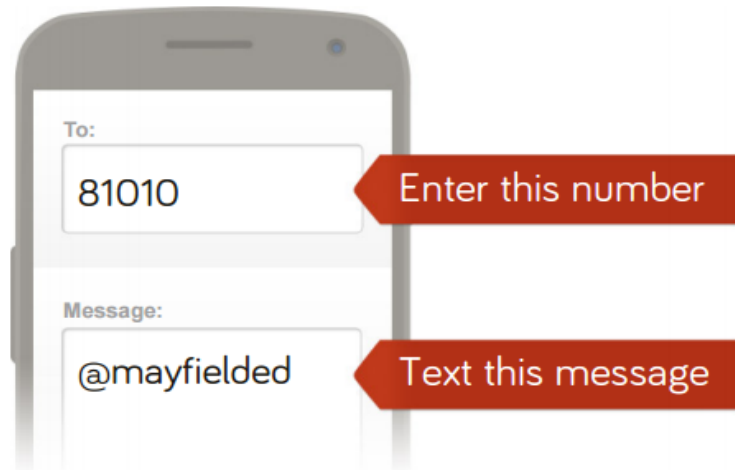 To:
81010
Enter this number
Message:
@mayfielded
Text this message